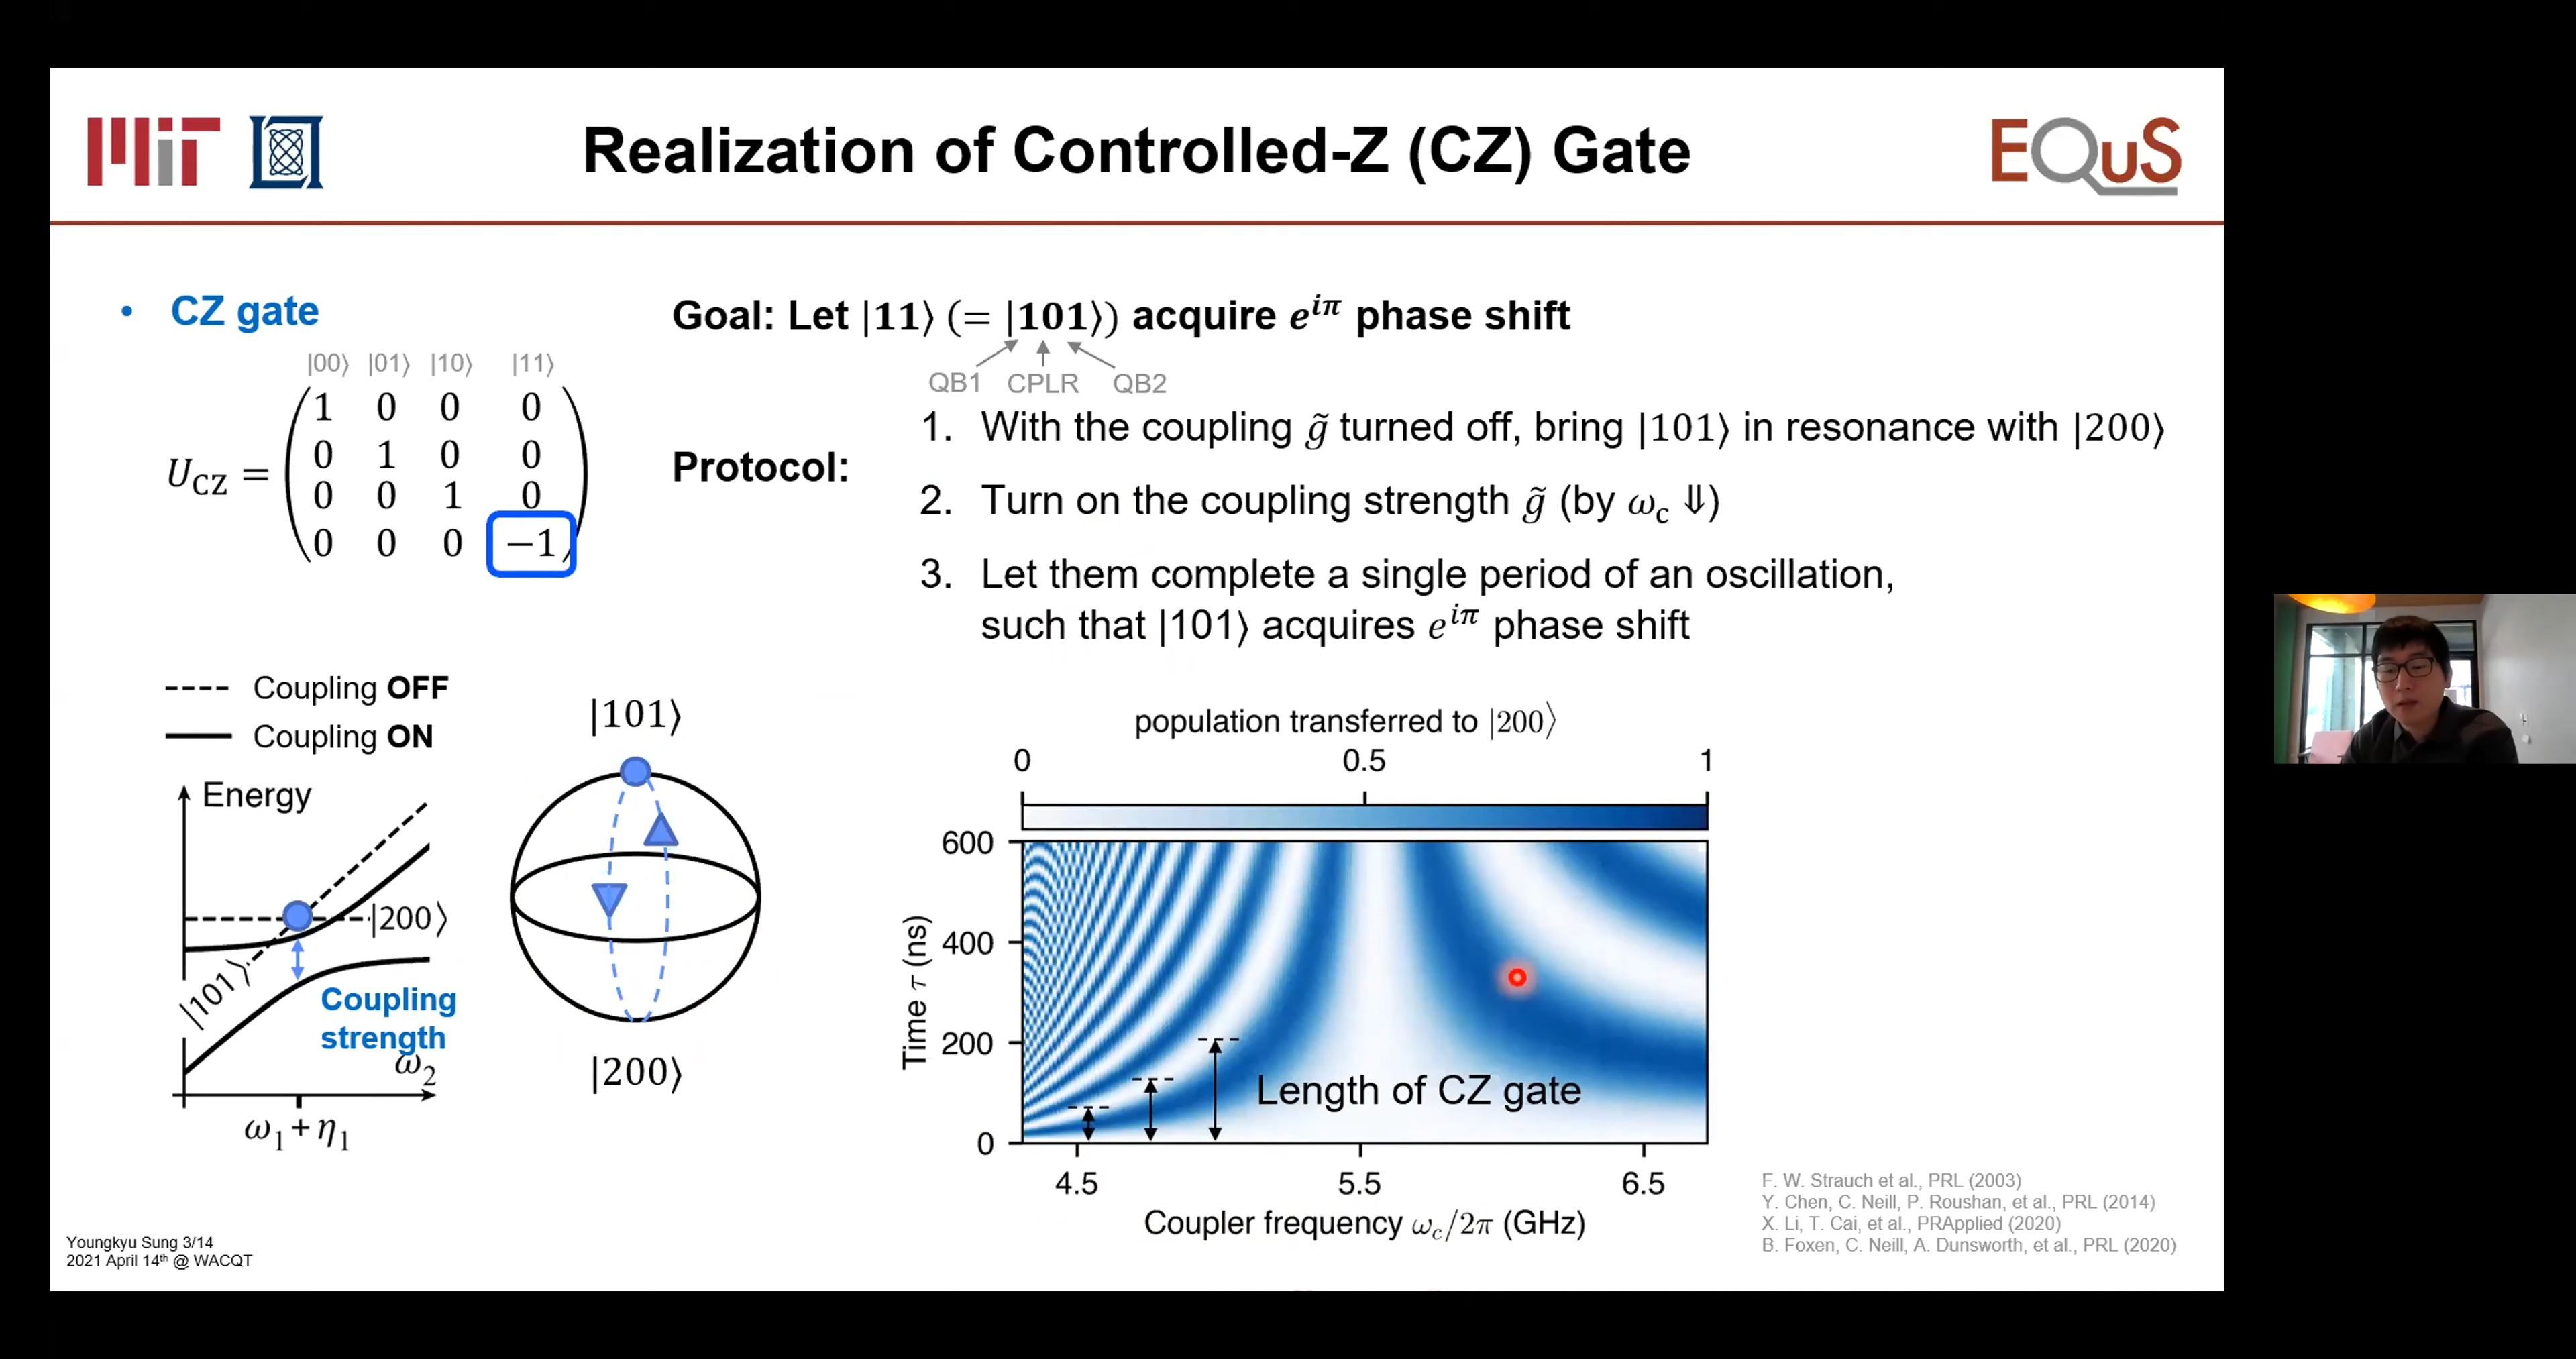 MIT
EQuS
Realization of Controlled-Z (CZ) Gate
• CZ gate
|00⟩ |01⟩ |10⟩ |11⟩
U_CZ =
1 0 0 0
0 1 0 0
0 0 1 0
0 0 0 −1
Goal: Let |11⟩ (= |101⟩) acquire e^{iπ} phase shift
QB1 CPLR QB2
Protocol:
1. With the coupling g̃ turned off, bring |101⟩ in resonance with |200⟩
2. Turn on the coupling strength g̃ (by ω_c ⇓)
3. Let them complete a single period of an oscillation,
such that |101⟩ acquires e^{iπ} phase shift
Coupling OFF
Coupling ON
Energy
|200⟩
|101⟩
Coupling
strength
ω₂
ω₁ + η₁
|101⟩
|200⟩
population transferred to |200⟩
0 0.5 1
600
400
200
0
Time τ (ns)
Length of CZ gate
4.5 5.5 6.5
Coupler frequency ω_c/2π (GHz)
F. W. Strauch et al., PRL (2003)
Y. Chen, C. Neill, P. Roushan, et al., PRL (2014)
X. Li, T. Cai, et al., PRApplied (2020)
B. Foxen, C. Neill, A. Dunsworth, et al., PRL (2020)
Youngkyu Sung 3/14
2021 April 14th @ WACQT